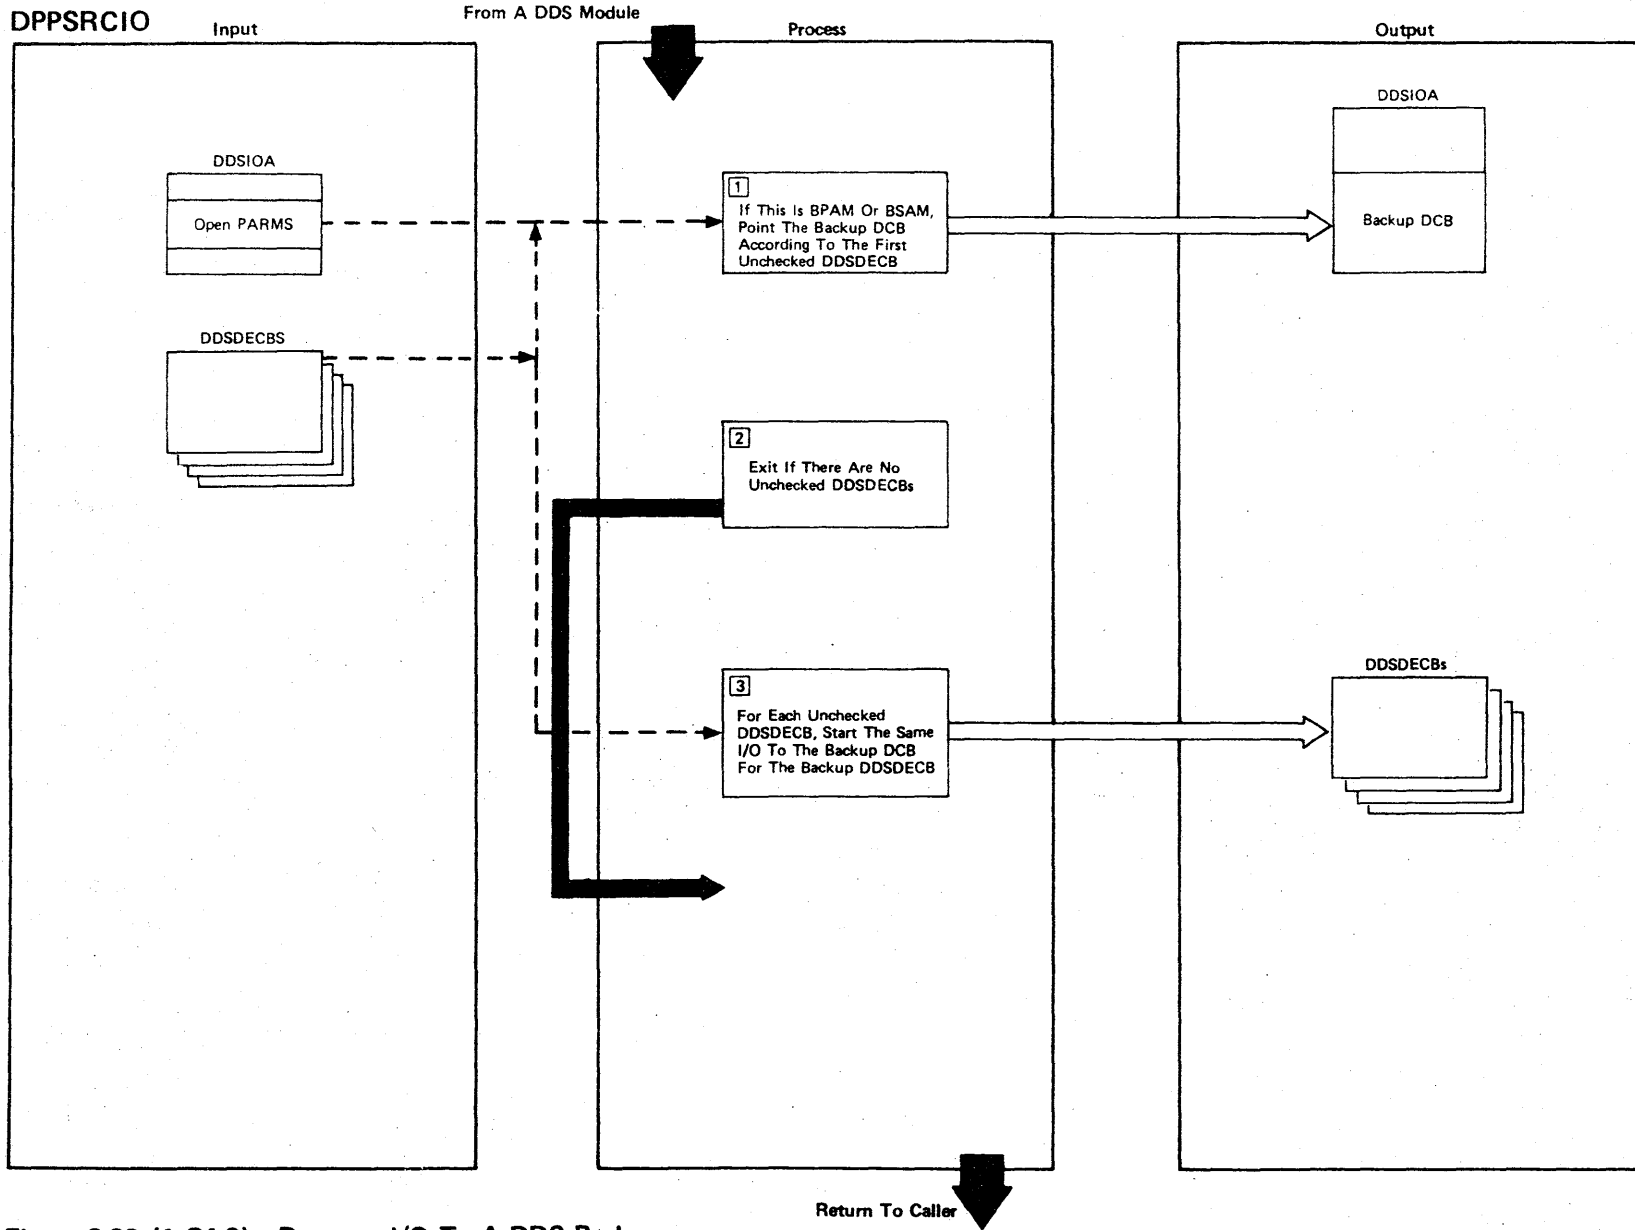 DPPSRCIO
Input
From A DDS Module
Process
Output
DDSIOA
Open PARMS
DDSDECBS
1
If This Is BPAM Or BSAM,
Point The Backup DCB
According To The First
Unchecked DDSDECB
2
Exit If There Are No
Unchecked DDSDECBs
3
For Each Unchecked
DDSDECB, Start The Same
I/O To The Backup DCB
For The Backup DDSDECB
DDSIOA
Backup DCB
DDSDECBs
Return To Caller
I/O To A DDS